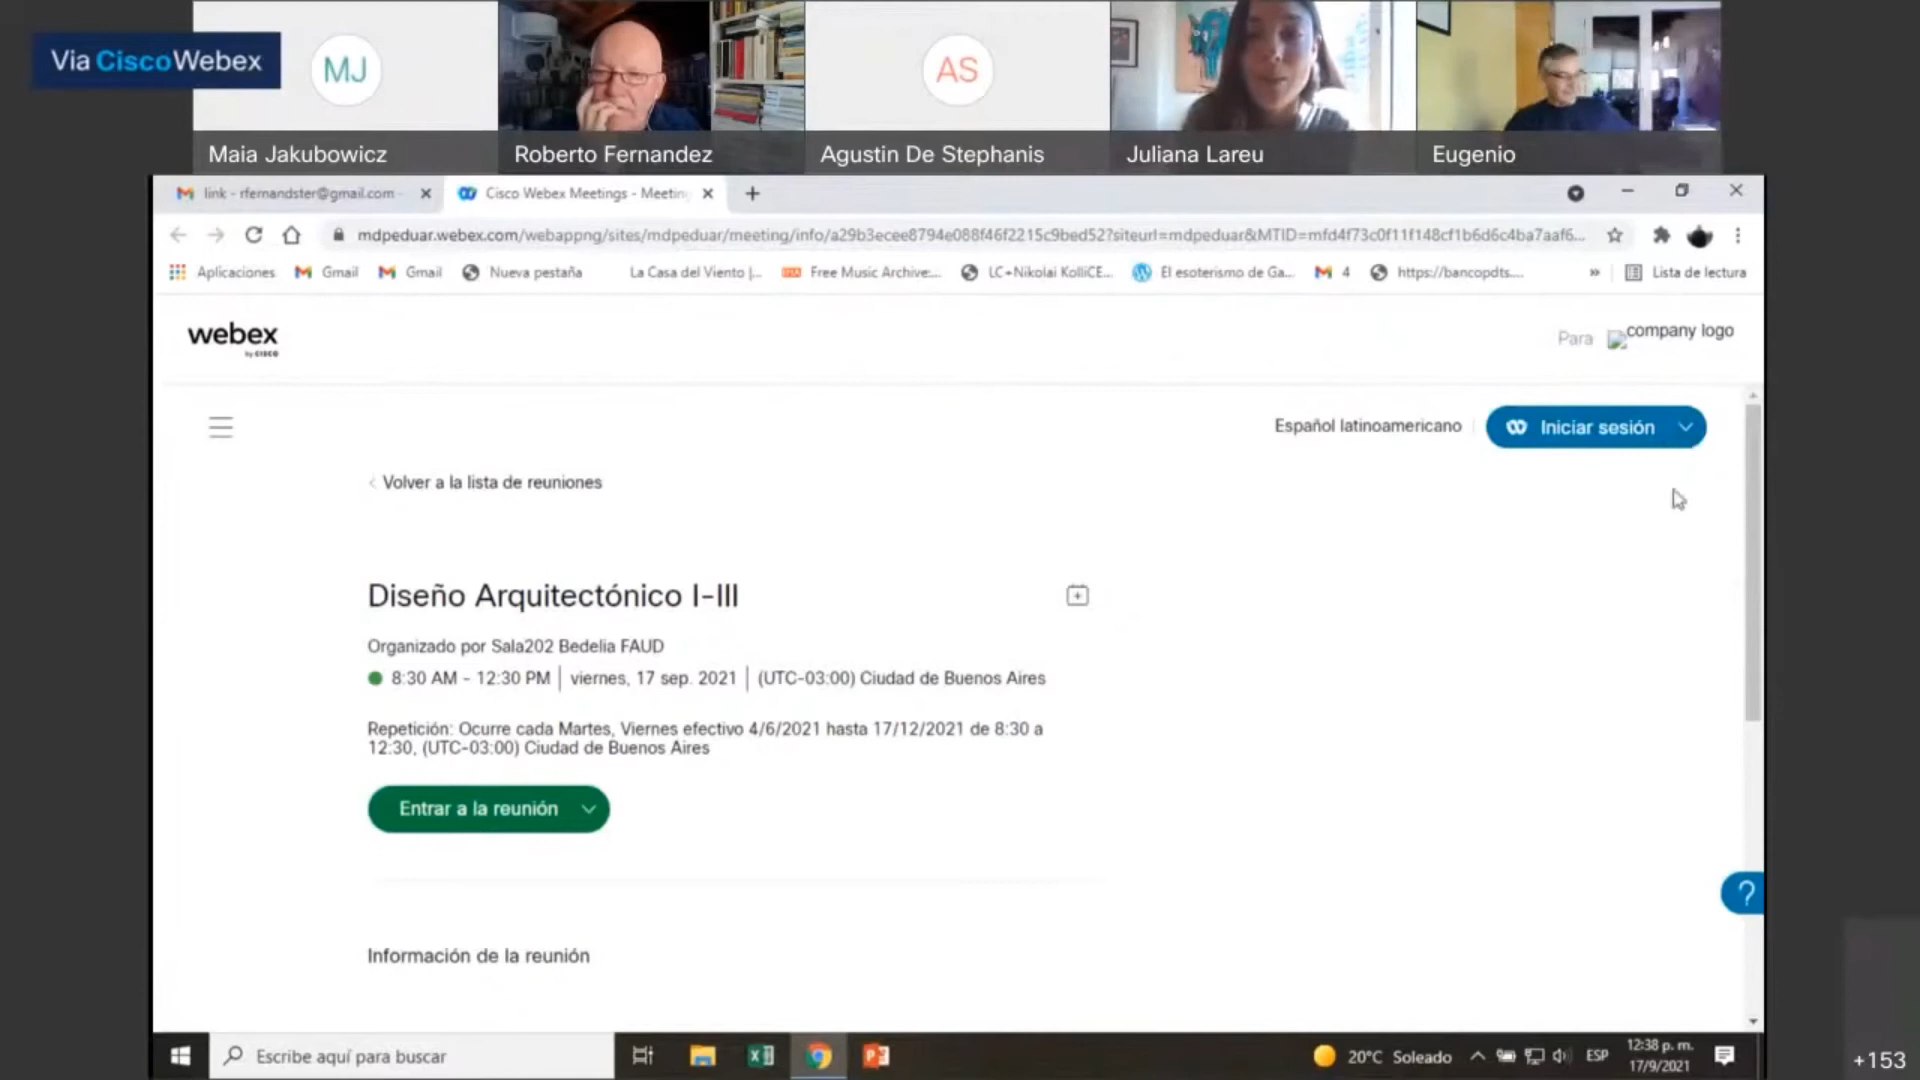 Via CiscoWebex
MJ
AS
Maia Jakubowicz
Roberto Fernandez
Agustin De Stephanis
Juliana Lareu
Eugenio
link - rfernandster@gmail.com -
Cisco Webex Meetings - Meetin
mdpeduar.webex.com/webappng/sites/mdpeduar/meeting/info/a29b3ecee8794e088f46f2215c9bed52?siteurl=mdpeduar&MTID=mfd4f73c0f11f148cf1b6d6c4ba7aaf6...
Aplicaciones
Gmail
Gmail
Nueva pestaña
La Casa del Viento |...
Free Music Archive:...
LC+Nikolai KolliCE...
El esoterismo de Ga...
4
https://bancopdts....
»
Lista de lectura
webex
by CISCO
Para
company logo
Español latinoamericano
Iniciar sesión
Volver a la lista de reuniones
Diseño Arquitectónico I-III
Organizado por Sala202 Bedelia FAUD
8:30 AM - 12:30 PM | viernes, 17 sep. 2021 | (UTC-03:00) Ciudad de Buenos Aires
Repetición: Ocurre cada Martes, Viernes efectivo 4/6/2021 hasta 17/12/2021 de 8:30 a
12:30, (UTC-03:00) Ciudad de Buenos Aires
Entrar a la reunión
?
Información de la reunión
Escribe aquí para buscar
20°C Soleado
ESP
12:38 p. m.
17/9/2021
+153